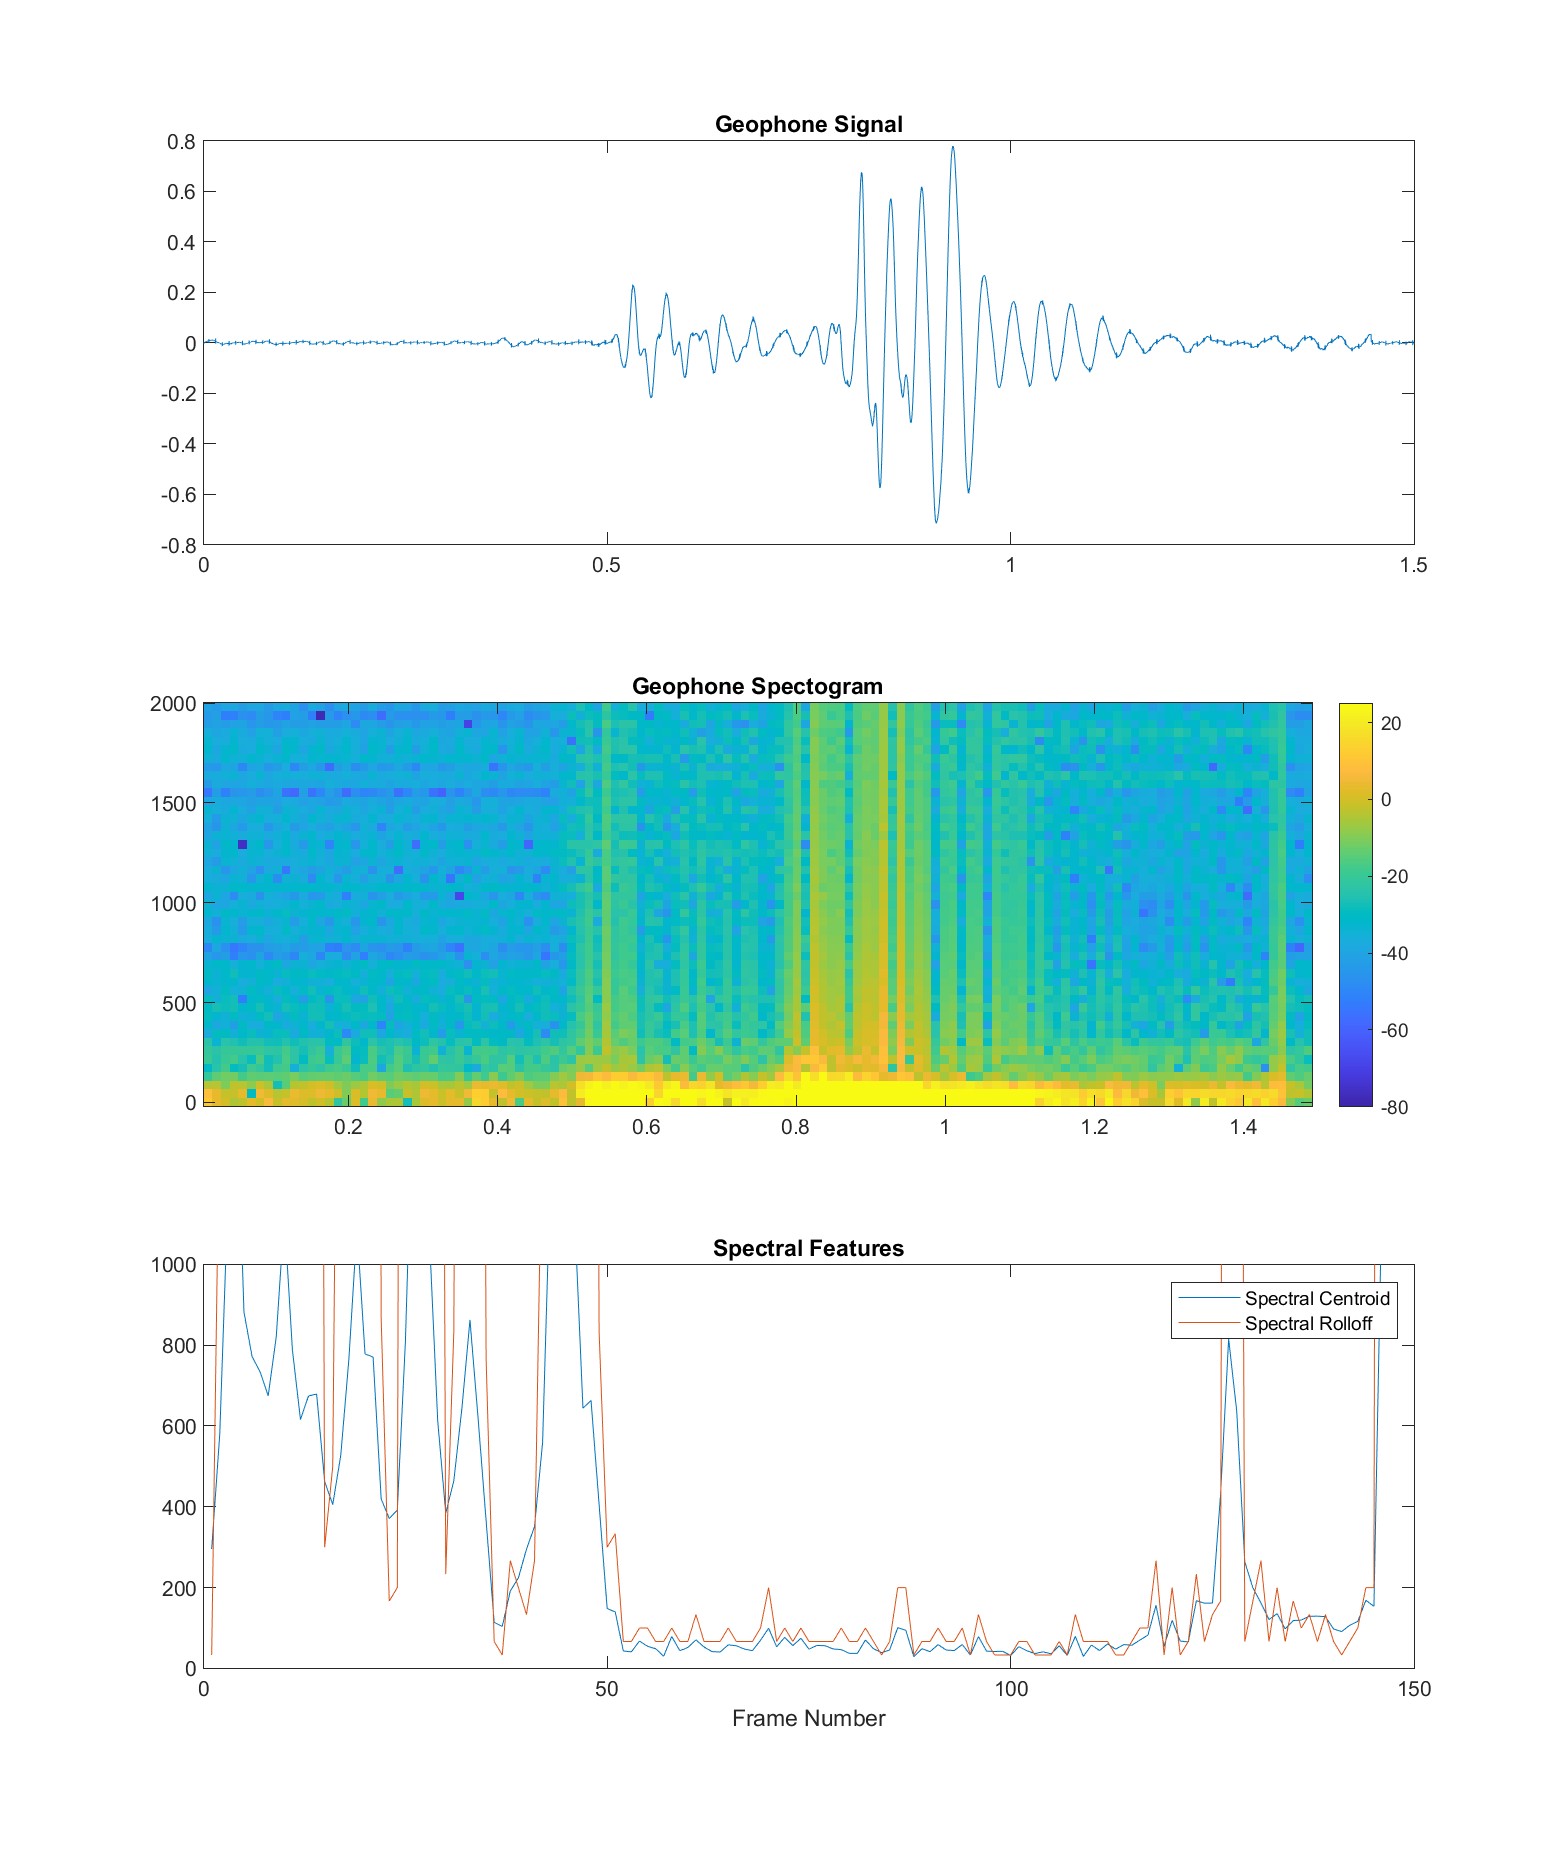 Geophone Signal
0.8
0.6
0.4
0.2
0
-0.2
-0.4
-0.6
-0.8
0 0.5 1 1.5
Geophone Spectogram
2000
1500
1000
500
0
0.2 0.4 0.6 0.8 1 1.2 1.4
20
0
-20
-40
-60
-80
Spectral Features
1000
800
600
400
200
0
0 50 100 150
Frame Number
Spectral Centroid
Spectral Rolloff